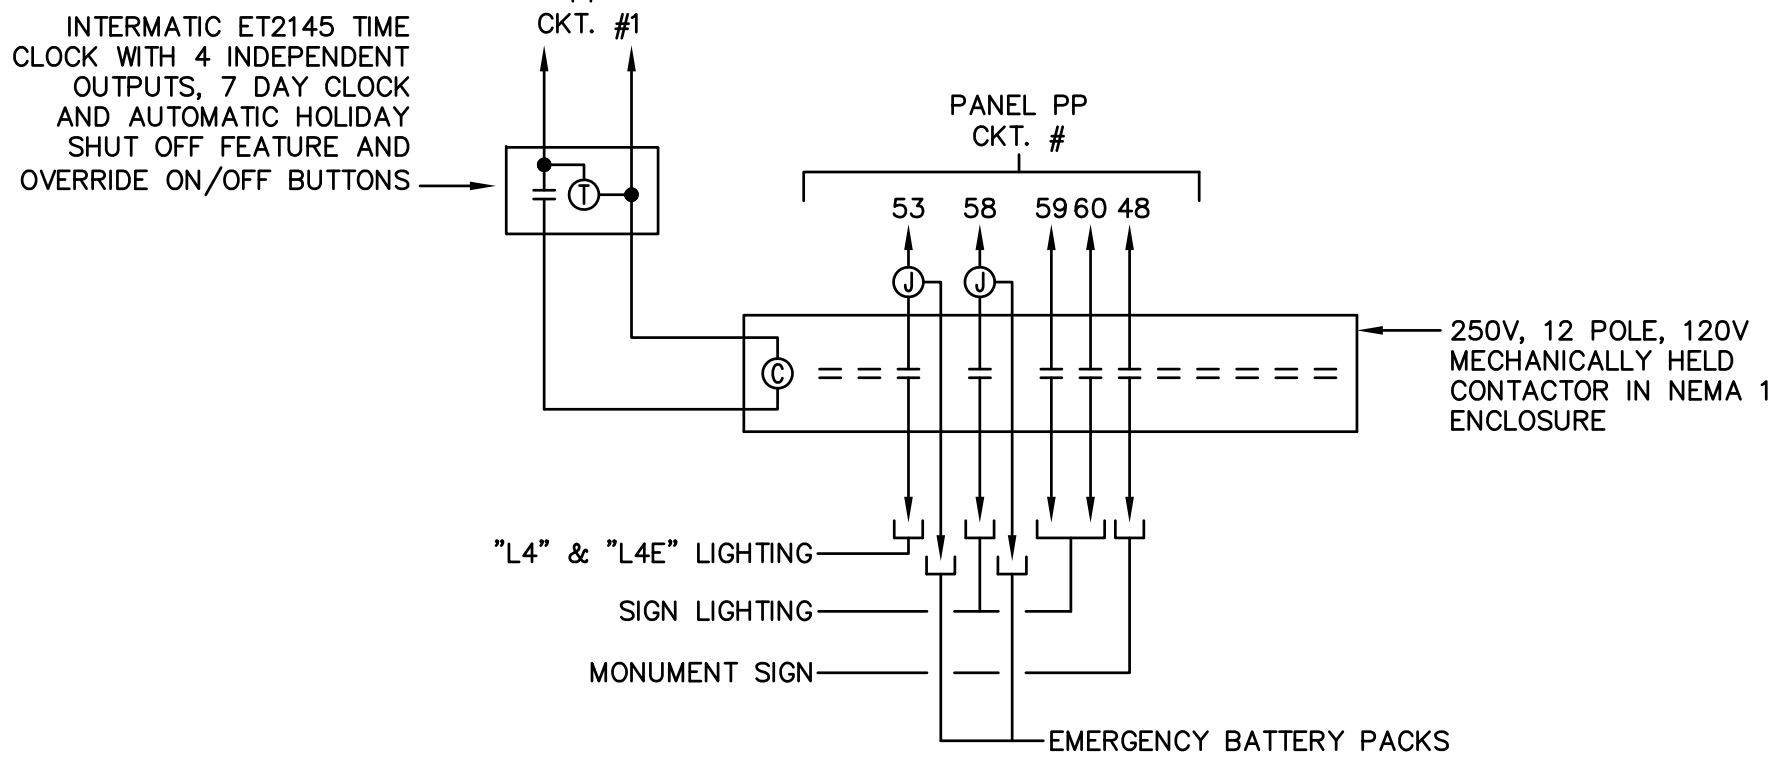 INTERMATIC ET2145 TIME
CLOCK WITH 4 INDEPENDENT
OUTPUTS, 7 DAY CLOCK
AND AUTOMATIC HOLIDAY
SHUT OFF FEATURE AND
OVERRIDE ON/OFF BUTTONS
CKT. #1
T
PANEL PP
CKT. #
53 58 59 60 48
J J
C
250V, 12 POLE, 120V
MECHANICALLY HELD
CONTACTOR IN NEMA 1
ENCLOSURE
"L4" & "L4E" LIGHTING
SIGN LIGHTING
MONUMENT SIGN
EMERGENCY BATTERY PACKS